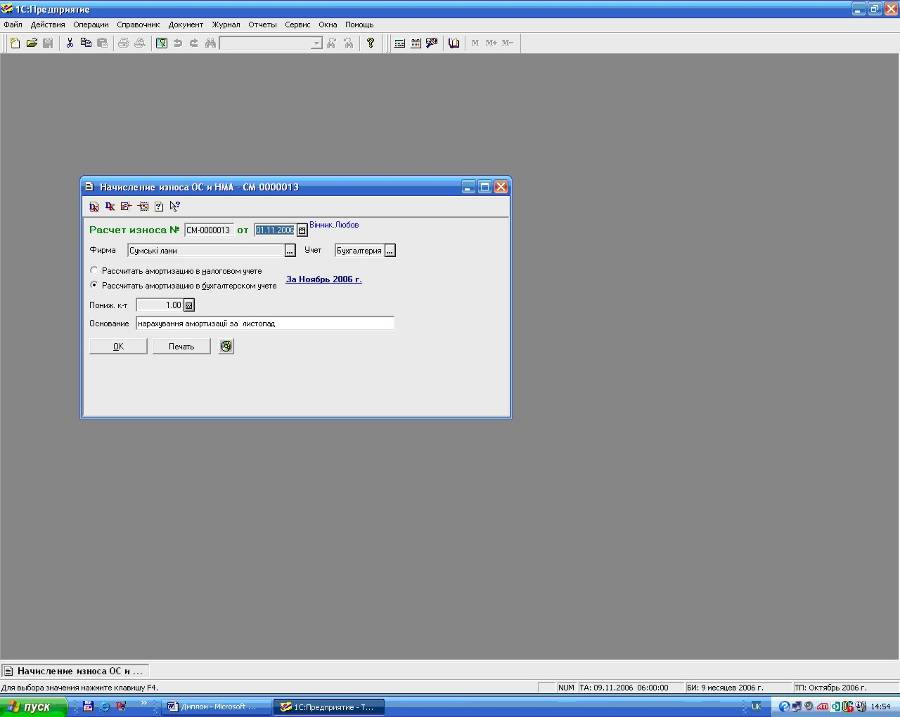 1С:Предприятие
Файл Действия Операции Справочник Документ Журнал Отчеты Сервис Окна Помощь
M M+ M-
Начисление износа ОС и НМА - СМ-0000013
Расчет износа № СМ-0000013 от 01.11.2006 Вінник Любов
Фирма Сумські лани ... Учет Бухгалтерия ...
Рассчитать амортизацию в налоговом учете
За Ноябрь 2006 г.
Рассчитать амортизацию в бухгалтерском учете
Пониж. к-т 1.00
Основание нарахування амортизації за листопад
OK Печать
Начисление износа ОС и ...
Для выбора значения нажмите клавишу F4. NUM ТА: 09.11.2006 06:00:00 БИ: 9 месяцев 2006 г. ТП: Октябрь 2006 г.
пуск Диплом - Microsoft ... 1С:Предприятие - Т... UK 14:54